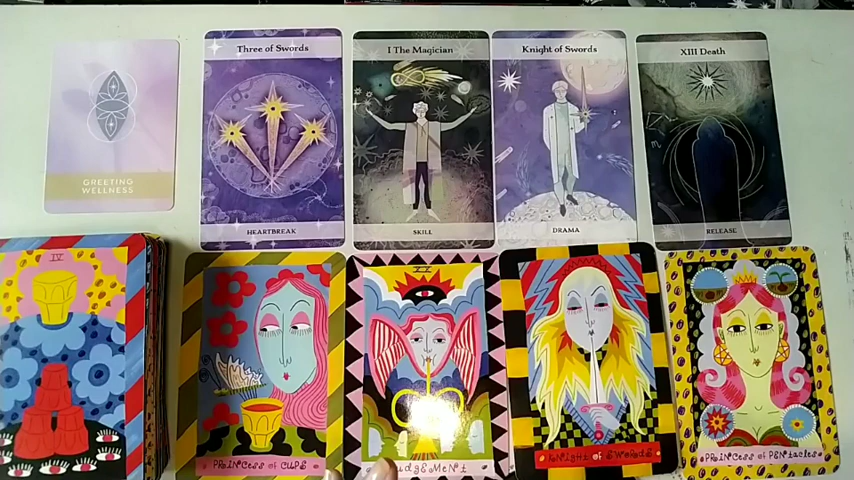 GREETING
WELLNESS
Three of Swords
HEARTBREAK
I The Magician
SKILL
Knight of Swords
DRAMA
XIII Death
RELEASE
IV
PRINCESS of CUPS
XX
JUDGEMENT
KNIGHT of SWORDS
PRINCESS of PENTACLES